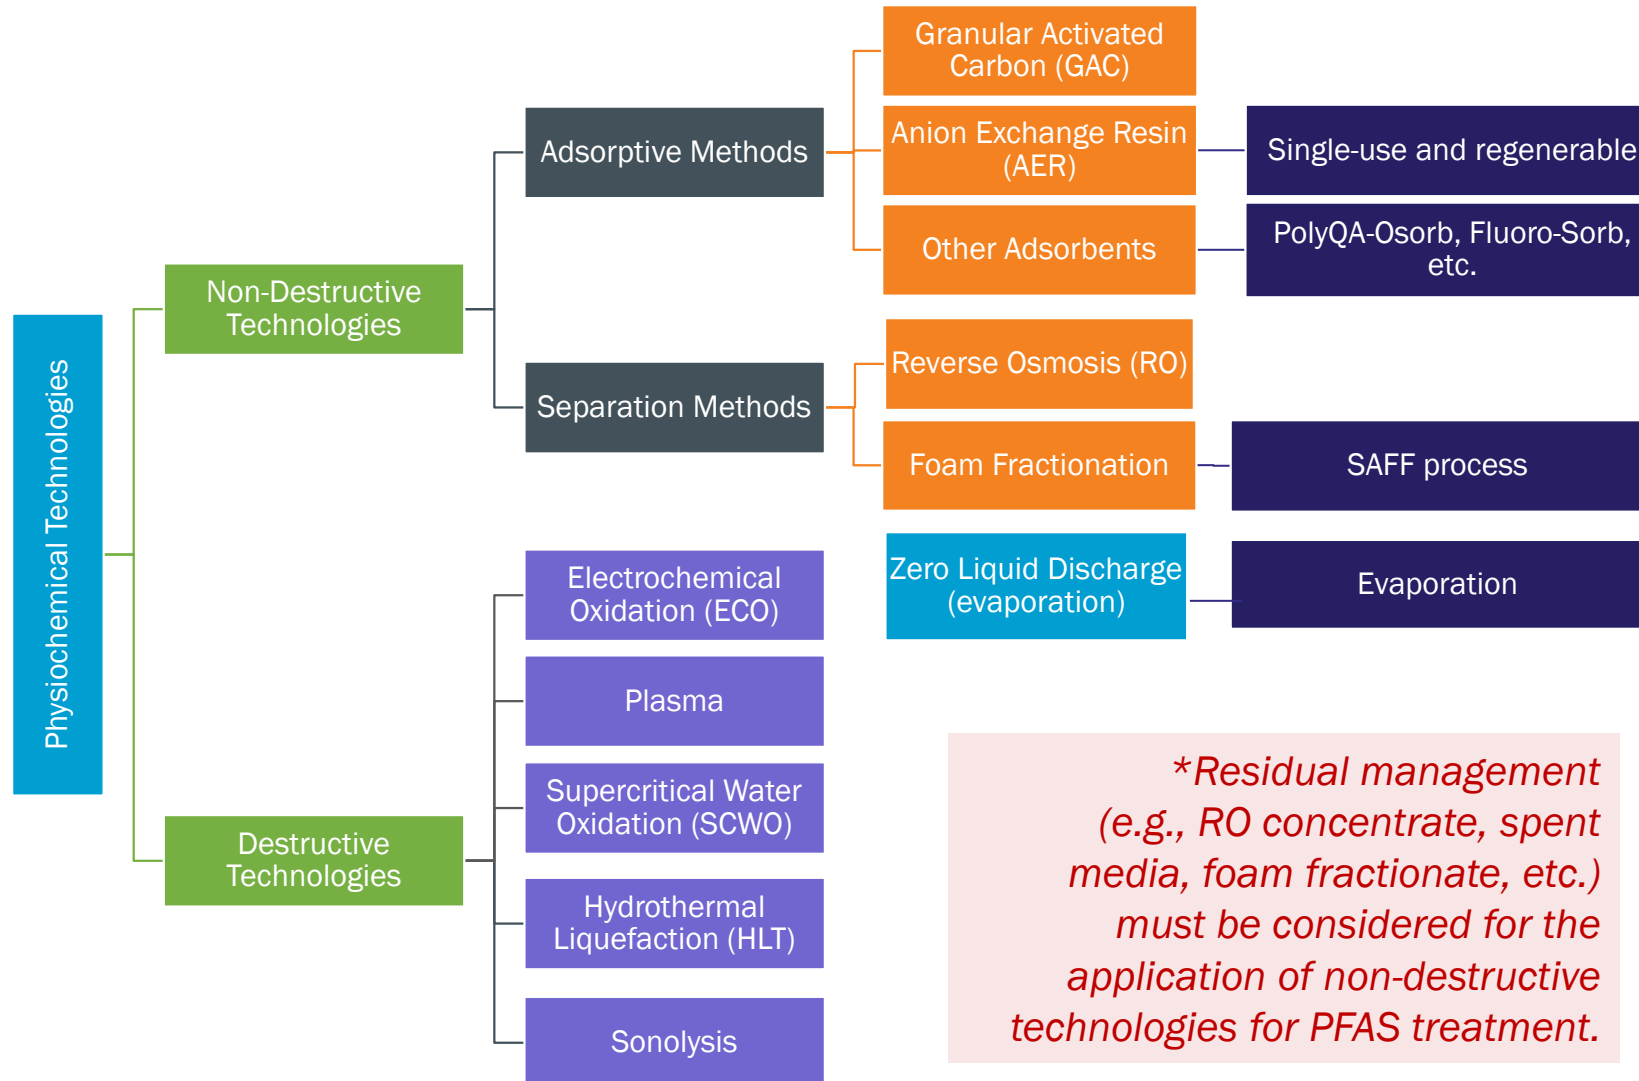 Physiochemical Technologies
Non-Destructive
Technologies
Adsorptive Methods
Granular Activated
Carbon (GAC)
Anion Exchange Resin
(AER)
Single-use and regenerable
Other Adsorbents
PolyQA-Osorb, Fluoro-Sorb,
etc.
Separation Methods
Reverse Osmosis (RO)
Foam Fractionation
SAFF process
Zero Liquid Discharge
(evaporation)
Evaporation
Destructive
Technologies
Electrochemical
Oxidation (ECO)
Plasma
Supercritical Water
Oxidation (SCWO)
Hydrothermal
Liquefaction (HLT)
Sonolysis
*Residual management
(e.g., RO concentrate, spent
media, foam fractionate, etc.)
must be considered for the
application of non-destructive
technologies for PFAS treatment.